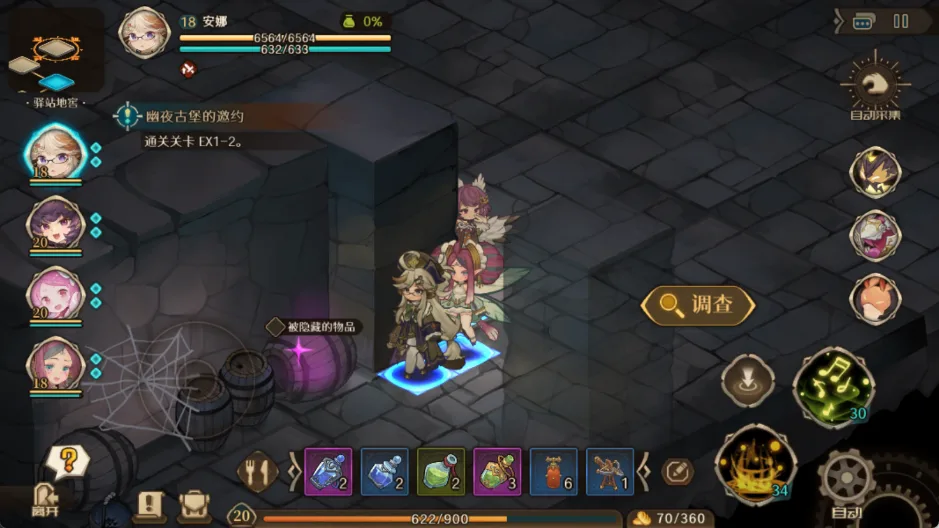 18 安娜
0%
6564/6564
632/633
·驿站地窖·
幽夜古堡的邀约
通关关卡 EX1-2。
自动采集
18
20
20
18
被隐藏的物品
调查
30
34
2
2
2
3
6
1
离开
20
622/900
70/360
自动